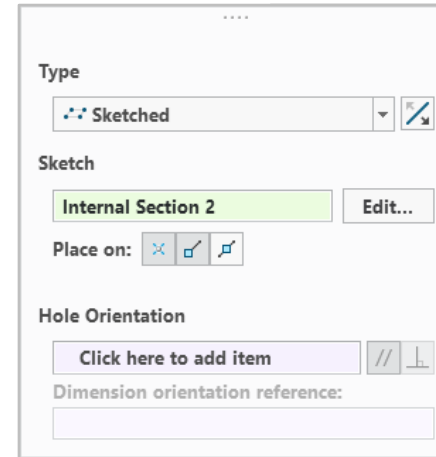 Type
Sketched
Sketch
Internal Section 2 Edit...
Place on:
Hole Orientation
Click here to add item
Dimension orientation reference: